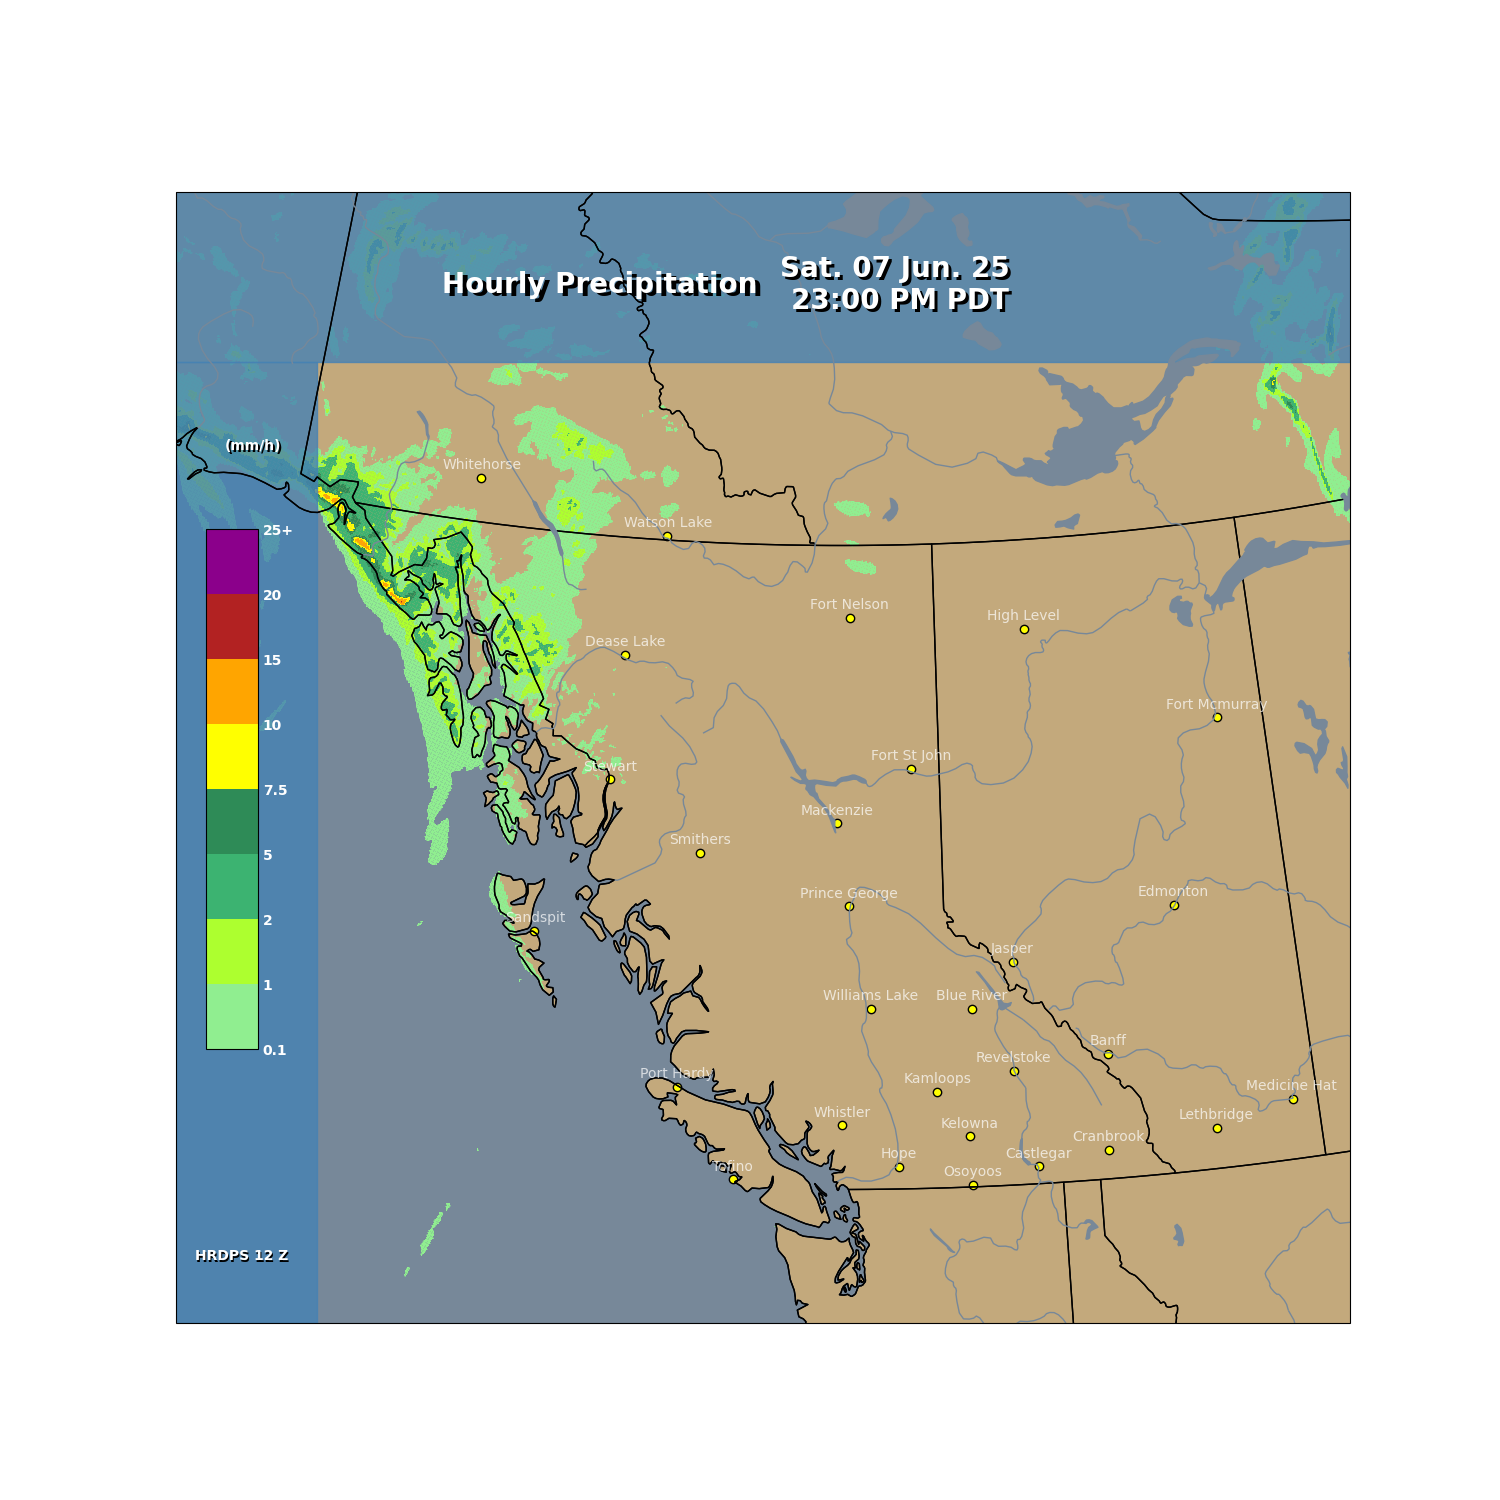 Sat. 07 Jun. 25
Hourly Precipitation
23:00 PM PDT
(mm/h)
Whitehorse
Watson Lake
25+
20
15
10
7.5
5
2
1
0.1
Fort Nelson
High Level
Dease Lake
Fort Mcmurray
Fort St John
Stewart
Mackenzie
Smithers
Prince George
Edmonton
Sandspit
Jasper
Williams Lake
Blue River
Banff
Revelstoke
Port Hardy
Kamloops
Medicine Hat
Whistler
Lethbridge
Kelowna
Cranbrook
Hope
Castlegar
Tofino
Osoyoos
HRDPS 12 Z